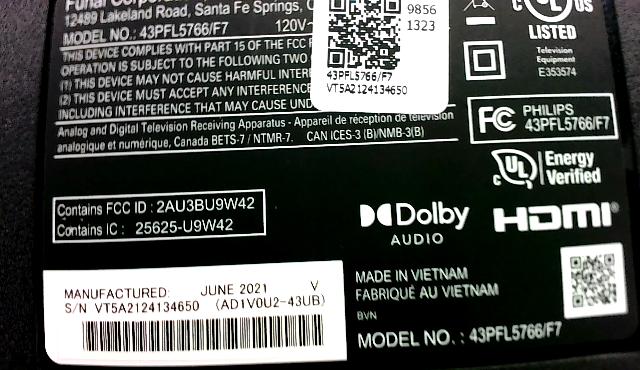 Funai Corporat
12489 Lakeland Road, Santa Fe Springs, C
MODEL NO.: 43PFL5766/F7 120V~
THIS DEVICE COMPLIES WITH PART 15 OF THE FCC
OPERATION IS SUBJECT TO THE FOLLOWING TWO
(1) THIS DEVICE MAY NOT CAUSE HARMFUL INTER
(2) THIS DEVICE MUST ACCEPT ANY INTERFERENCE
INCLUDING INTERFERENCE THAT MAY CAUSE UND
Analog and Digital Television Receiving Apparatus - Appareil de réception de télévision
analogique et numérique, Canada BETS-7 / NTMR-7. CAN ICES-3 (B)/NMB-3(B)
9856
1323
43PFL5766/F7
VT5A2124134650
c UL US
LISTED
Television
Equipment
E353574
FC PHILIPS
43PFL5766/F7
c UL Energy
Verified
Contains FCC ID : 2AU3BU9W42
Contains IC : 25625-U9W42
Dolby
AUDIO
HDMI
MANUFACTURED: JUNE 2021 V
S/N VT5A2124134650 (AD1V0U2-43UB)
MADE IN VIETNAM
FABRIQUÉ AU VIETNAM
BVN
MODEL NO. : 43PFL5766/F7